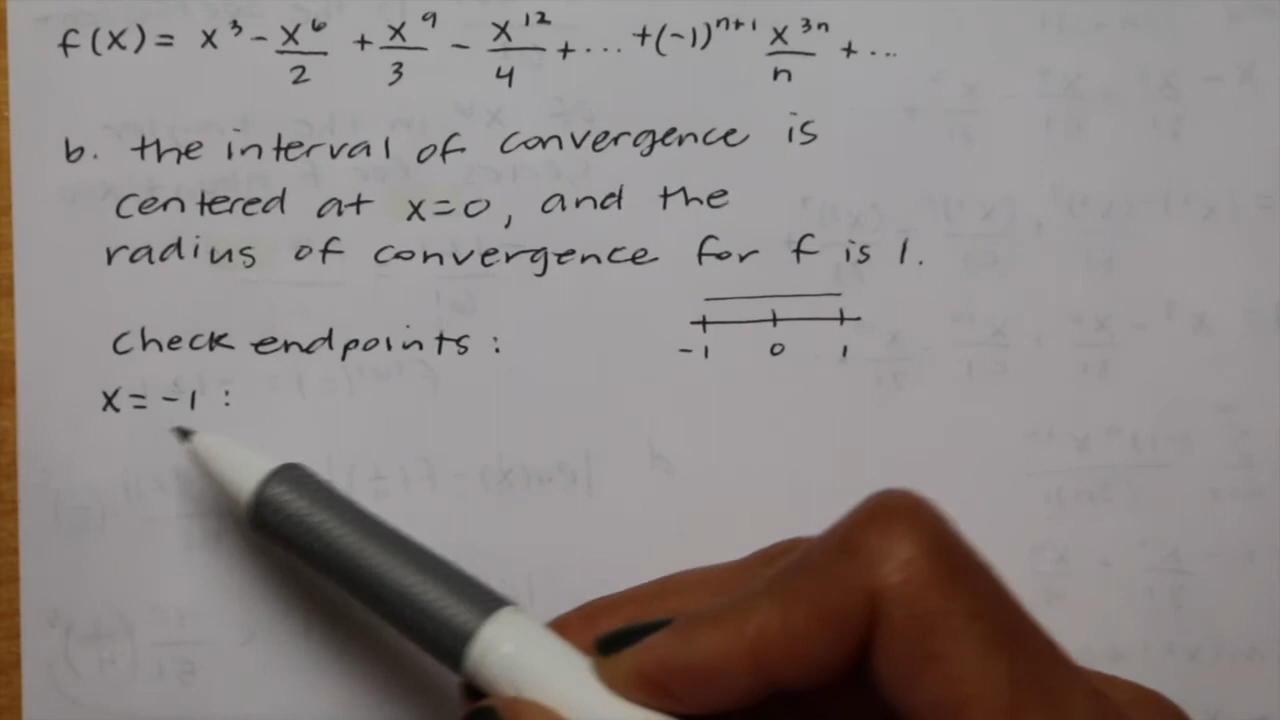 f(x) = x³ - x⁶/2 + x⁹/3 - x¹²/4 + ... + (-1)ⁿ⁺¹ x³ⁿ/n + ...
b. the interval of convergence is
centered at x=0, and the
radius of convergence for f is 1.
-1 0 1
Check endpoints:
x = -1 :